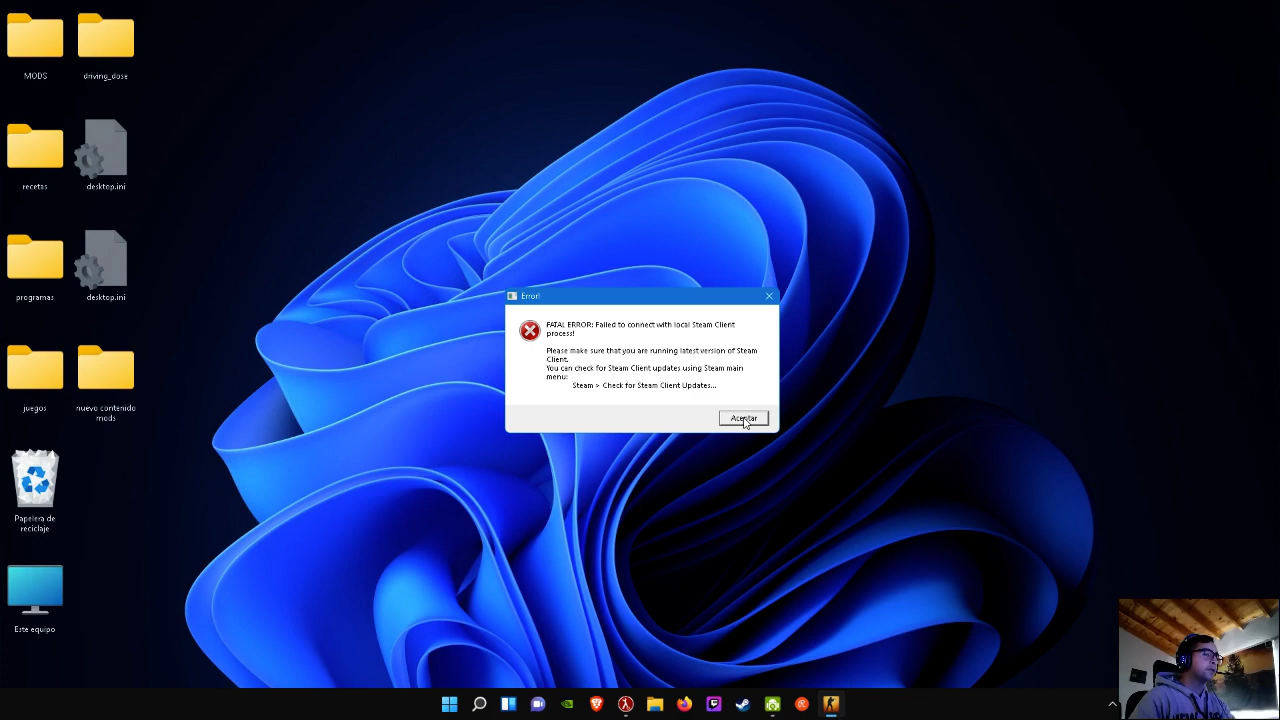 MODS
driving_dose
recetas
desktop.ini
programas
desktop.ini
juegos
nuevo contenido
mods
Papelera de
reciclaje
Este equipo
Error!
FATAL ERROR: Failed to connect with local Steam Client
process!
Please make sure that you are running latest version of Steam
Client.
You can check for Steam Client updates using Steam main
menu:
Steam > Check for Steam Client Updates...
Aceptar